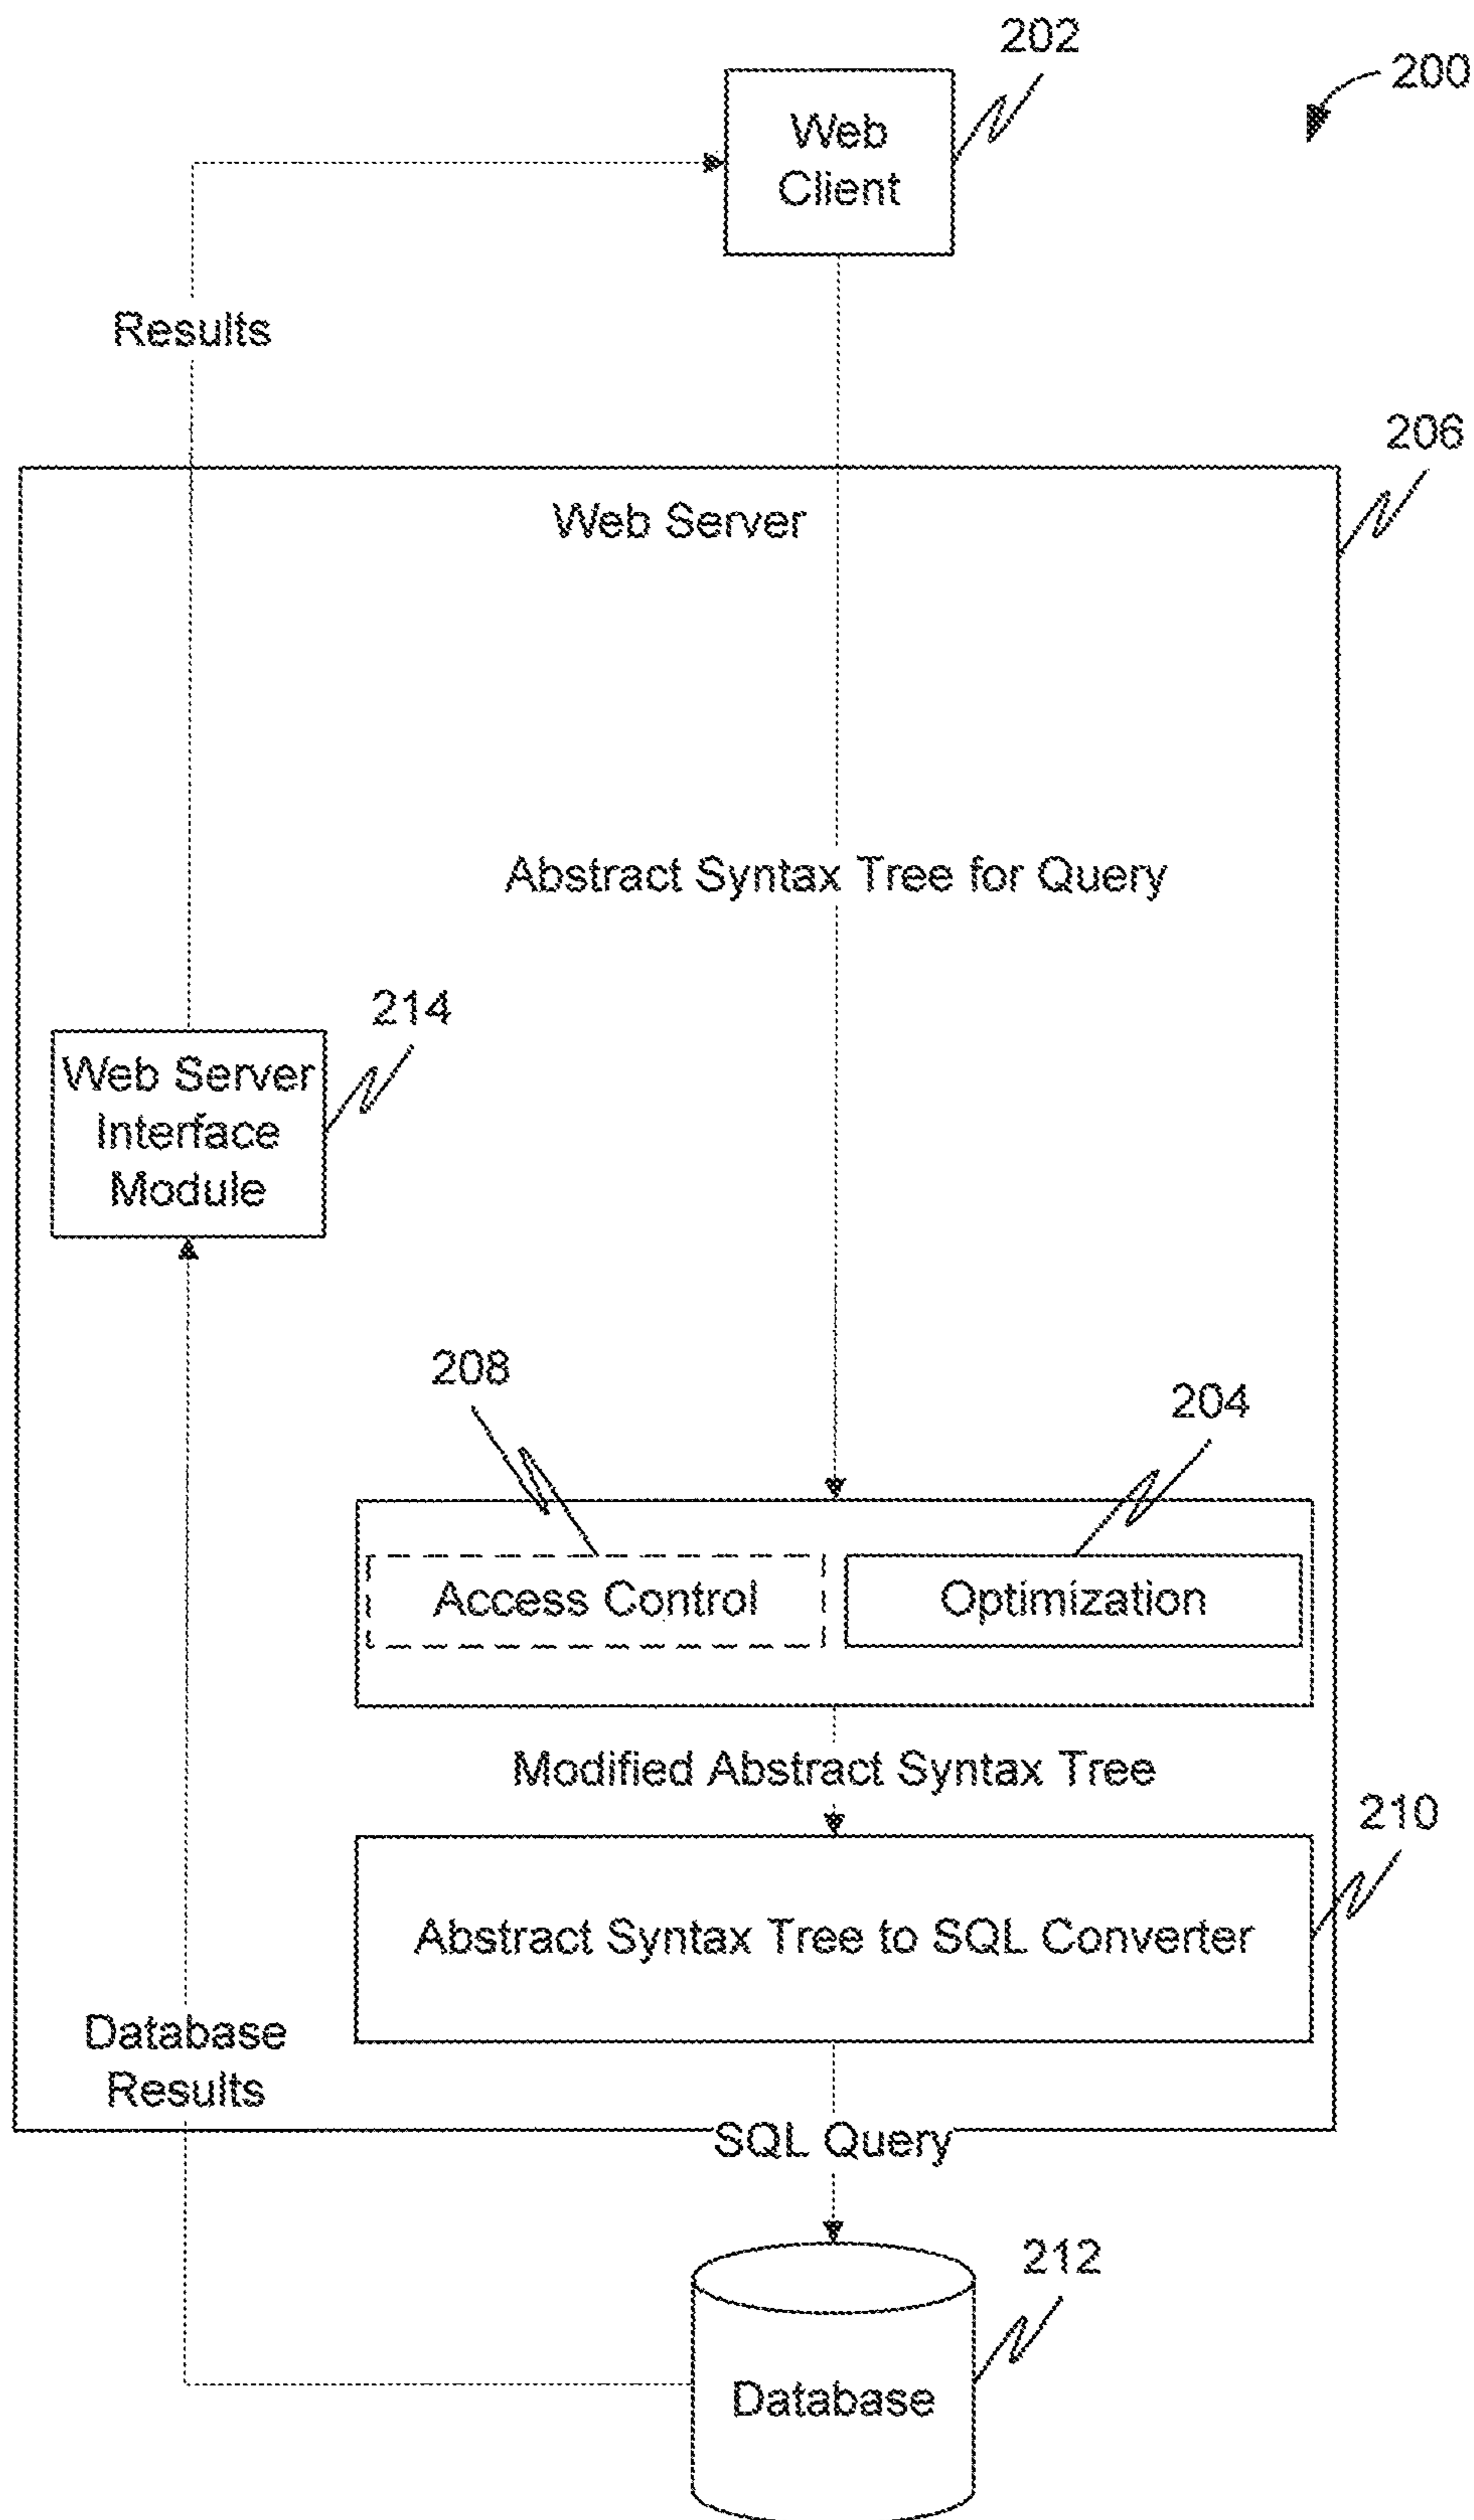 202
200
Web
Client
Results
206
Web Server
Abstract Syntax Tree for Query
214
Web Server
Interface
Module
208
204
Access Control
Optimization
Modified Abstract Syntax Tree
210
Abstract Syntax Tree to SQL Converter
Database
Results
SQL Query
212
Database